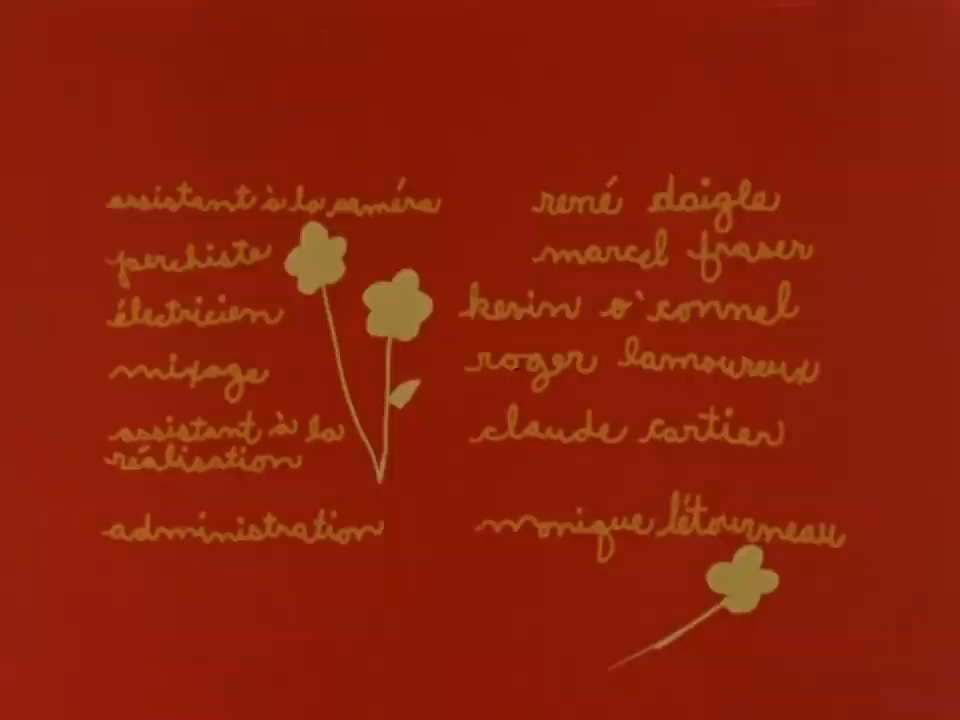 assistant à la caméra rené daigle
perchiste marcel fraser
électricien kevin o'connel
mixage roger lamoureux
assistant à la claude cartier
réalisation
administration monique létourneau